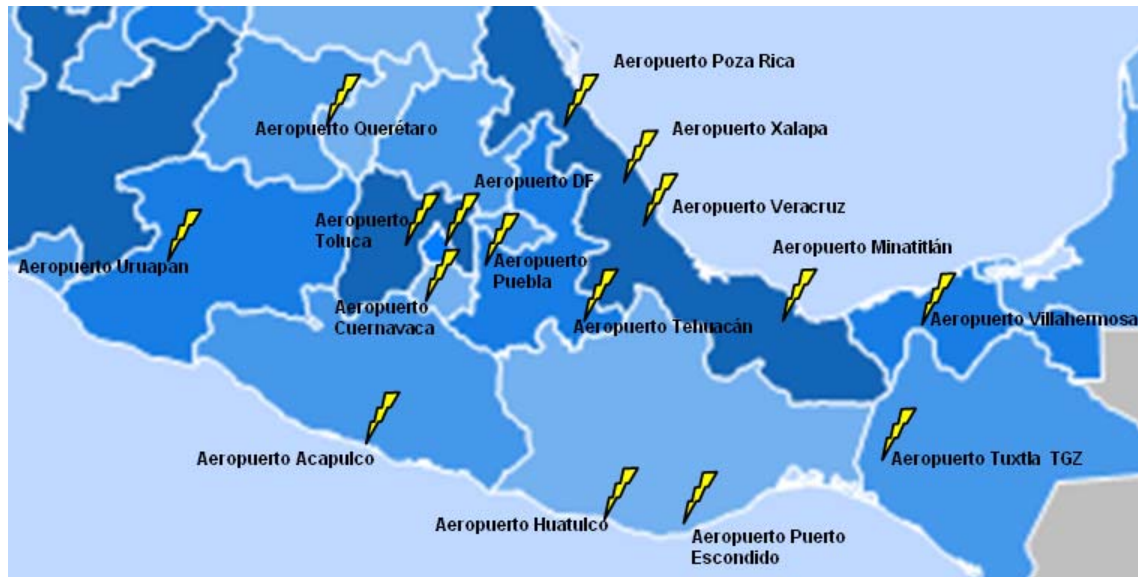 Aeropuerto Poza Rica
Aeropuerto Querétaro
Aeropuerto Xalapa
Aeropuerto DF
Aeropuerto Veracruz
Aeropuerto
Toluca
Aeropuerto Minatitlán
Aeropuerto Uruapan
Aeropuerto
Puebla
Aeropuerto
Cuernavaca
Aeropuerto Tehuacán
Aeropuerto Villahermosa
Aeropuerto Acapulco
Aeropuerto Tuxtla TGZ
Aeropuerto Huatulco
Aeropuerto Puerto
Escondido